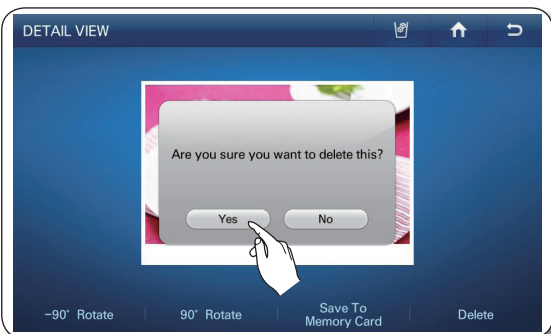 DETAIL VIEW
Are you sure you want to delete this?
Yes No
-90° Rotate 90° Rotate Save To
Memory Card Delete